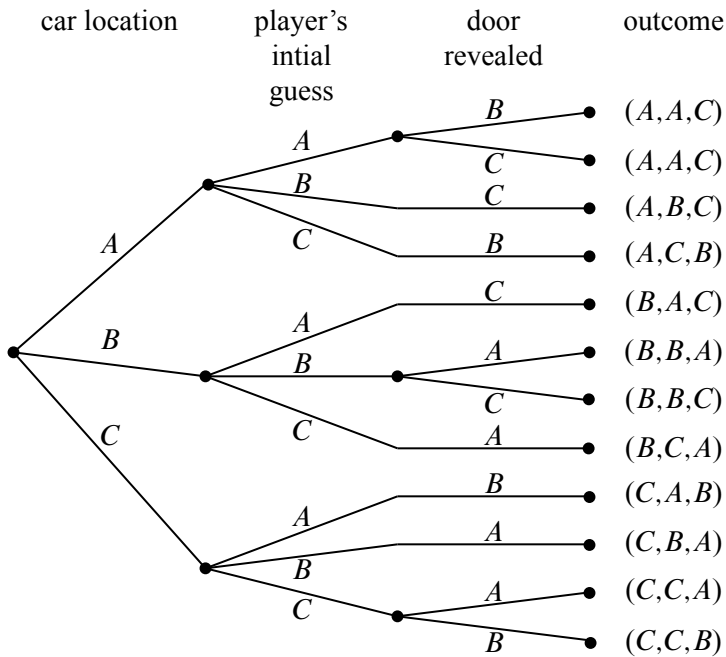 car location
player's
intial
guess
door
revealed
outcome
B
(A,A,C)
A
C
(A,A,C)
B
C
(A,B,C)
A
C
B
(A,C,B)
C
(B,A,C)
A
B
B
A
(B,B,A)
C
(B,B,C)
C
C
A
(B,C,A)
B
(C,A,B)
A
A
(C,B,A)
B
C
A
(C,C,A)
B
(C,C,B)